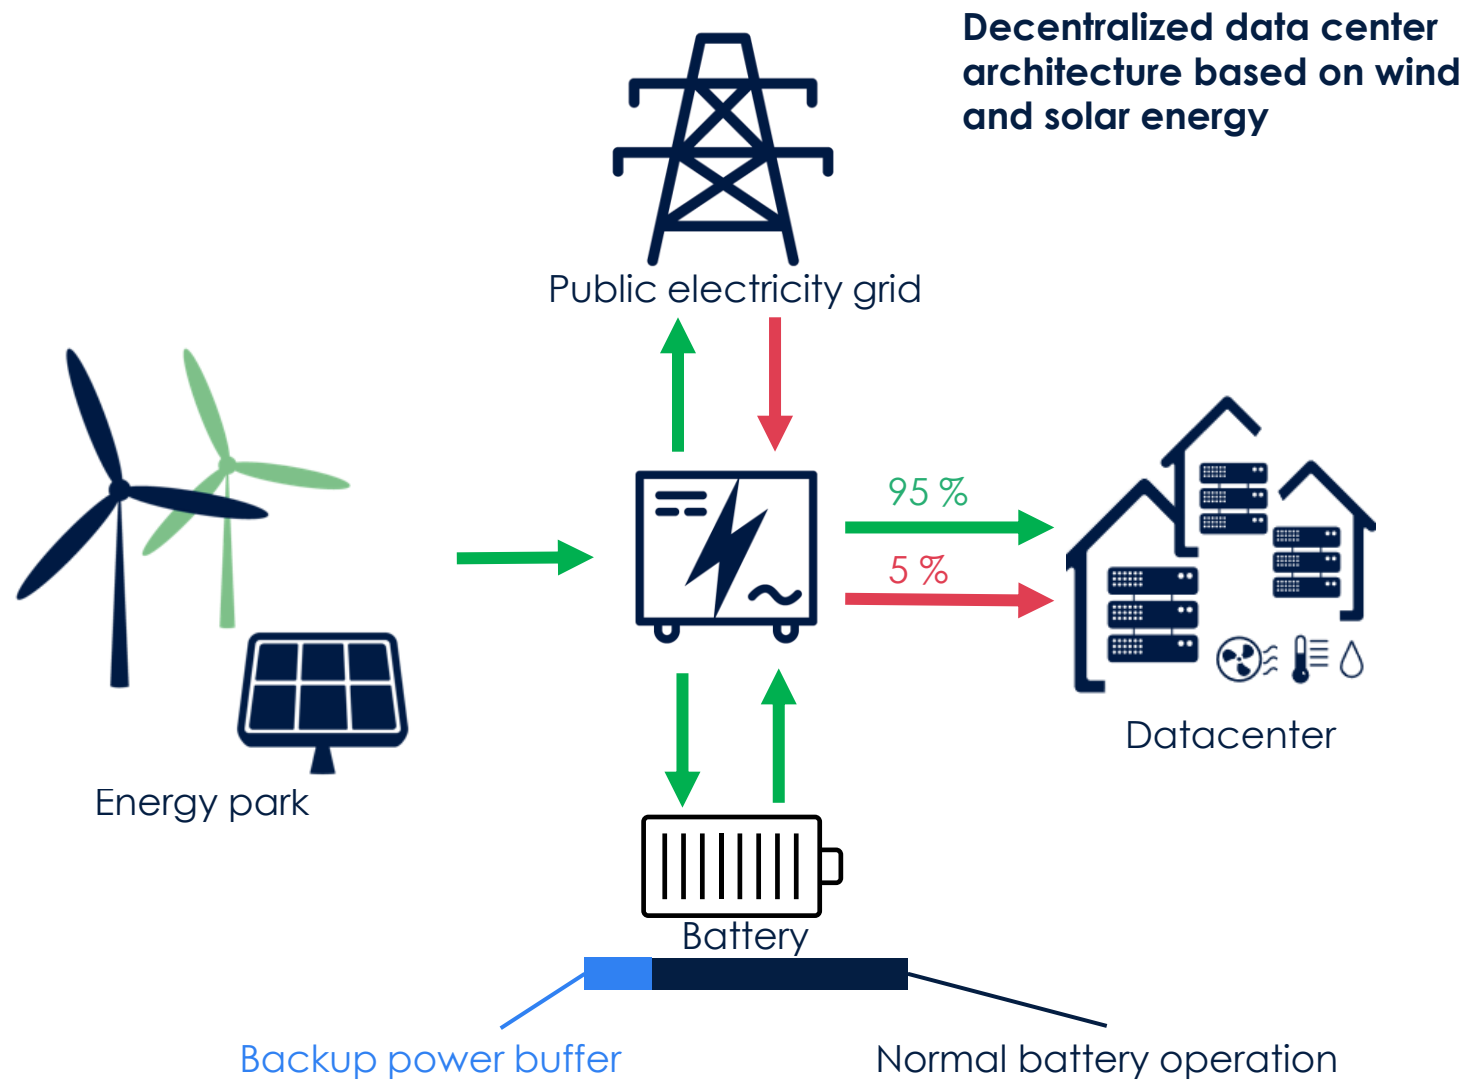 Decentralized data center
architecture based on wind
and solar energy
Public electricity grid
95 %
5 %
Datacenter
Energy park
Battery
Backup power buffer
Normal battery operation